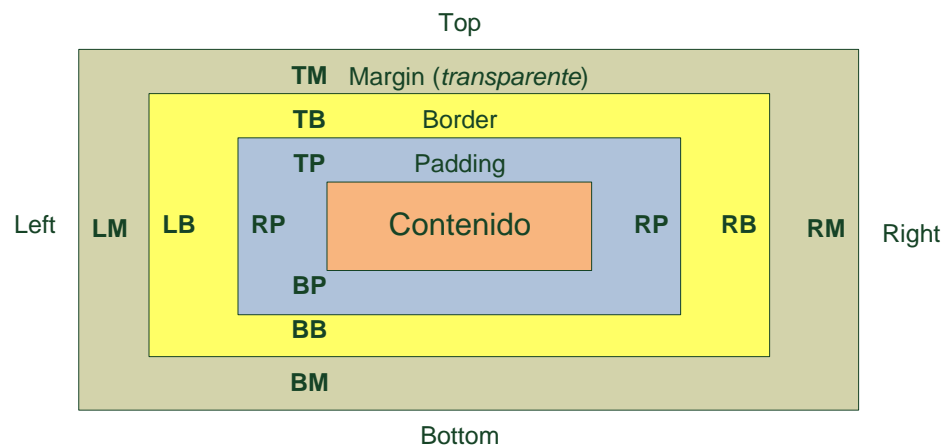 Top
TM Margin (transparente)
TB Border
TP Padding
Left LM LB RP Contenido RP RB RM Right
BP
BB
BM
Bottom